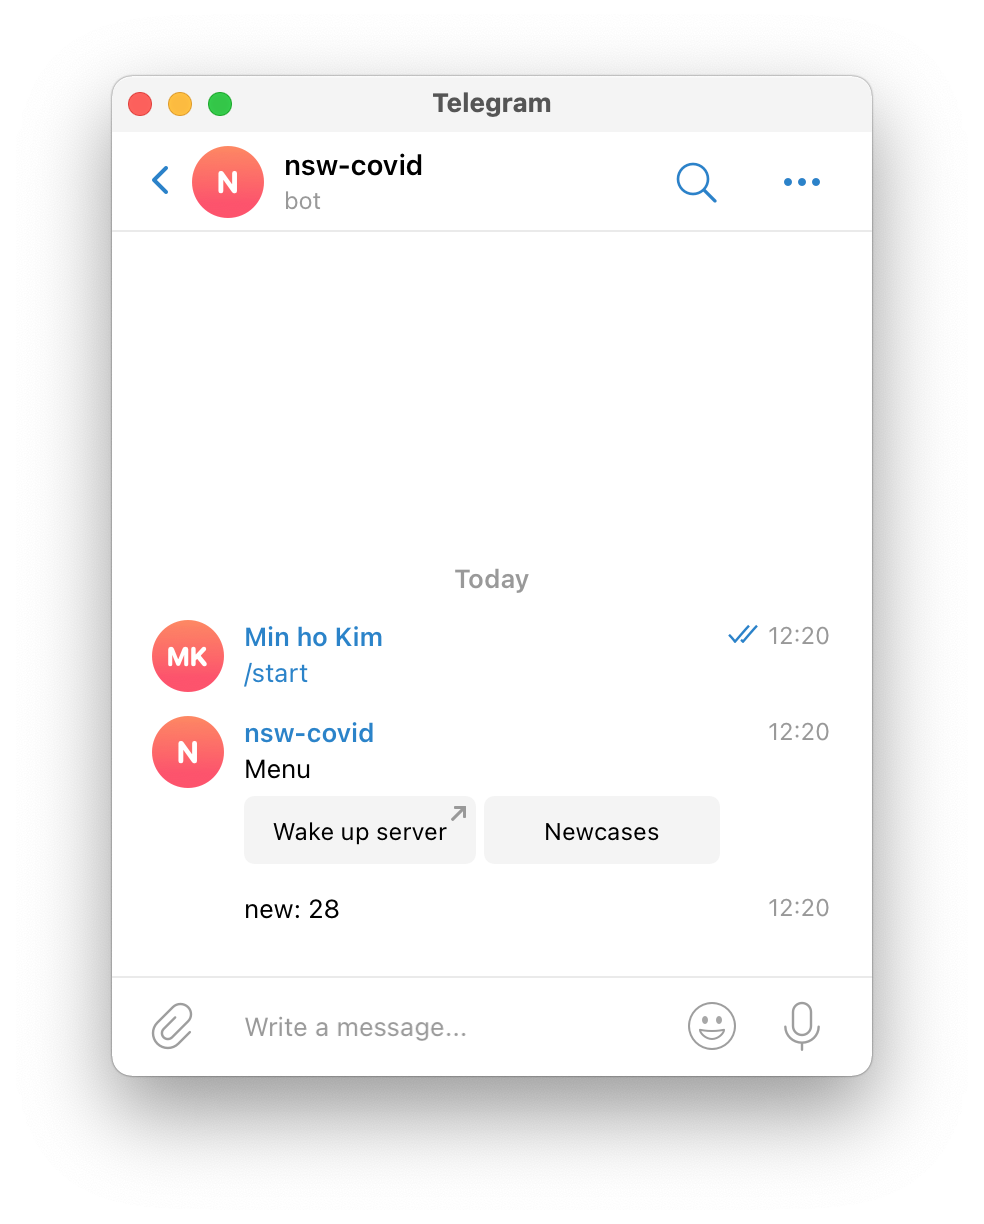 Telegram
N
nsw-covid
bot
Today
MK
Min ho Kim
12:20
/start
N
nsw-covid
12:20
Menu
Wake up server
Newcases
new: 28
12:20
Write a message...